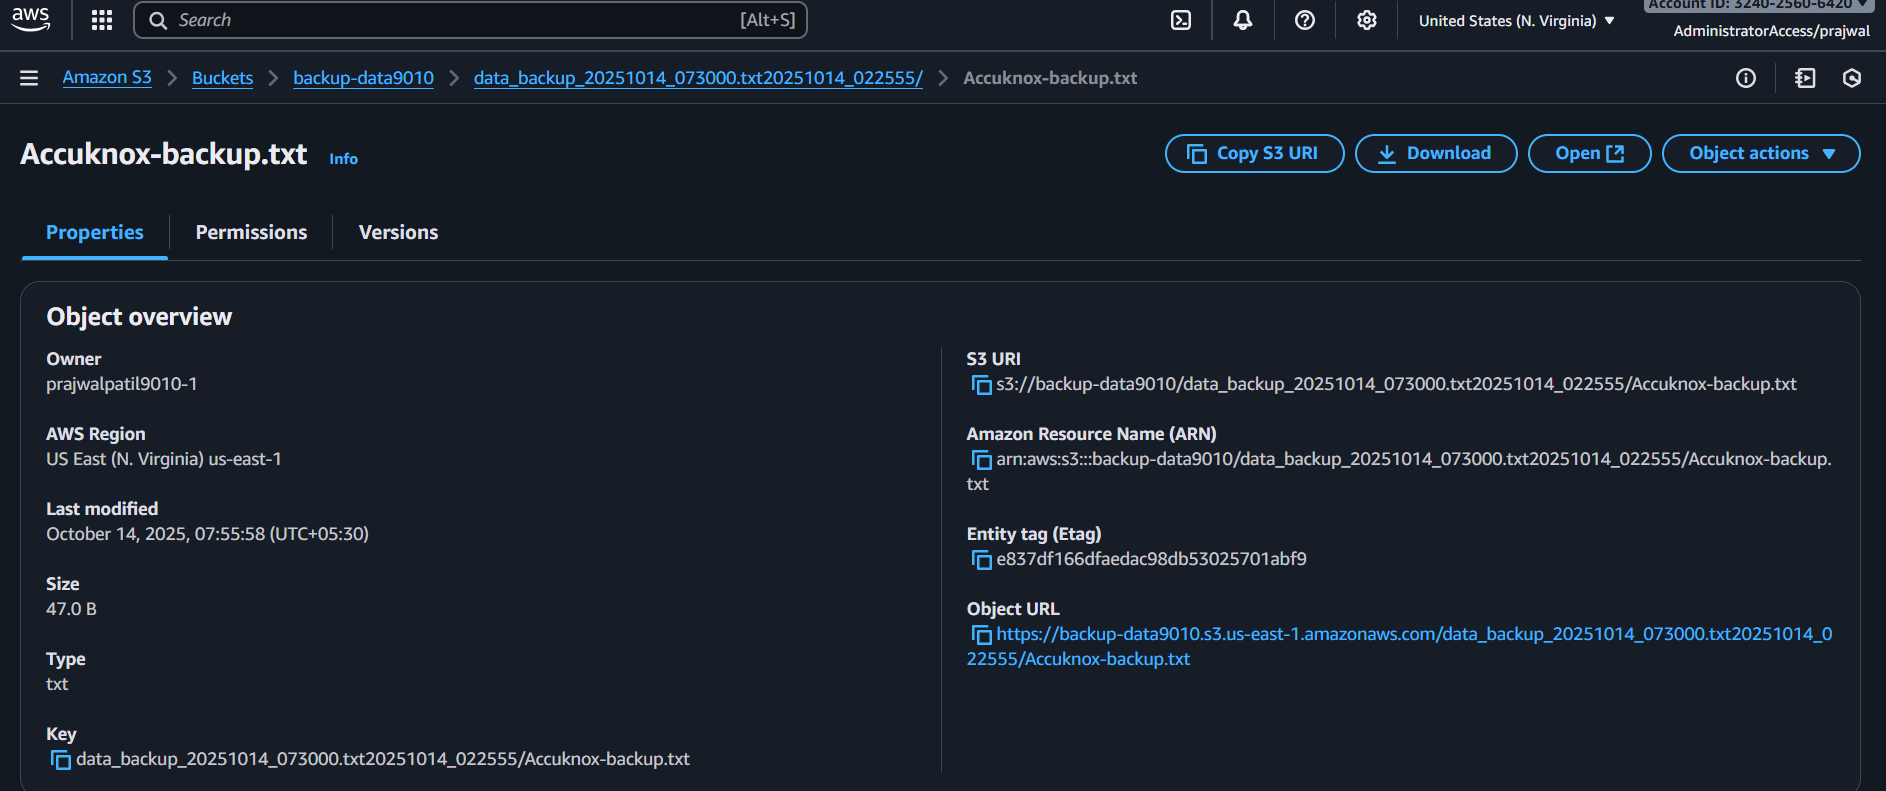 aws
Search [Alt+S]
United States (N. Virginia)
Account ID: 3240-2560-6420
AdministratorAccess/prajwal
Amazon S3 > Buckets > backup-data9010 > data_backup_20251014_073000.txt20251014_022555/ > Accuknox-backup.txt
Accuknox-backup.txt Info
Copy S3 URI
Download
Open
Object actions
Properties
Permissions
Versions
Object overview
Owner
prajwalpatil9010-1
AWS Region
US East (N. Virginia) us-east-1
Last modified
October 14, 2025, 07:55:58 (UTC+05:30)
Size
47.0 B
Type
txt
Key
data_backup_20251014_073000.txt20251014_022555/Accuknox-backup.txt
S3 URI
s3://backup-data9010/data_backup_20251014_073000.txt20251014_022555/Accuknox-backup.txt
Amazon Resource Name (ARN)
arn:aws:s3:::backup-data9010/data_backup_20251014_073000.txt20251014_022555/Accuknox-backup.
txt
Entity tag (Etag)
e837df166dfaedac98db53025701abf9
Object URL
https://backup-data9010.s3.us-east-1.amazonaws.com/data_backup_20251014_073000.txt20251014_0
22555/Accuknox-backup.txt